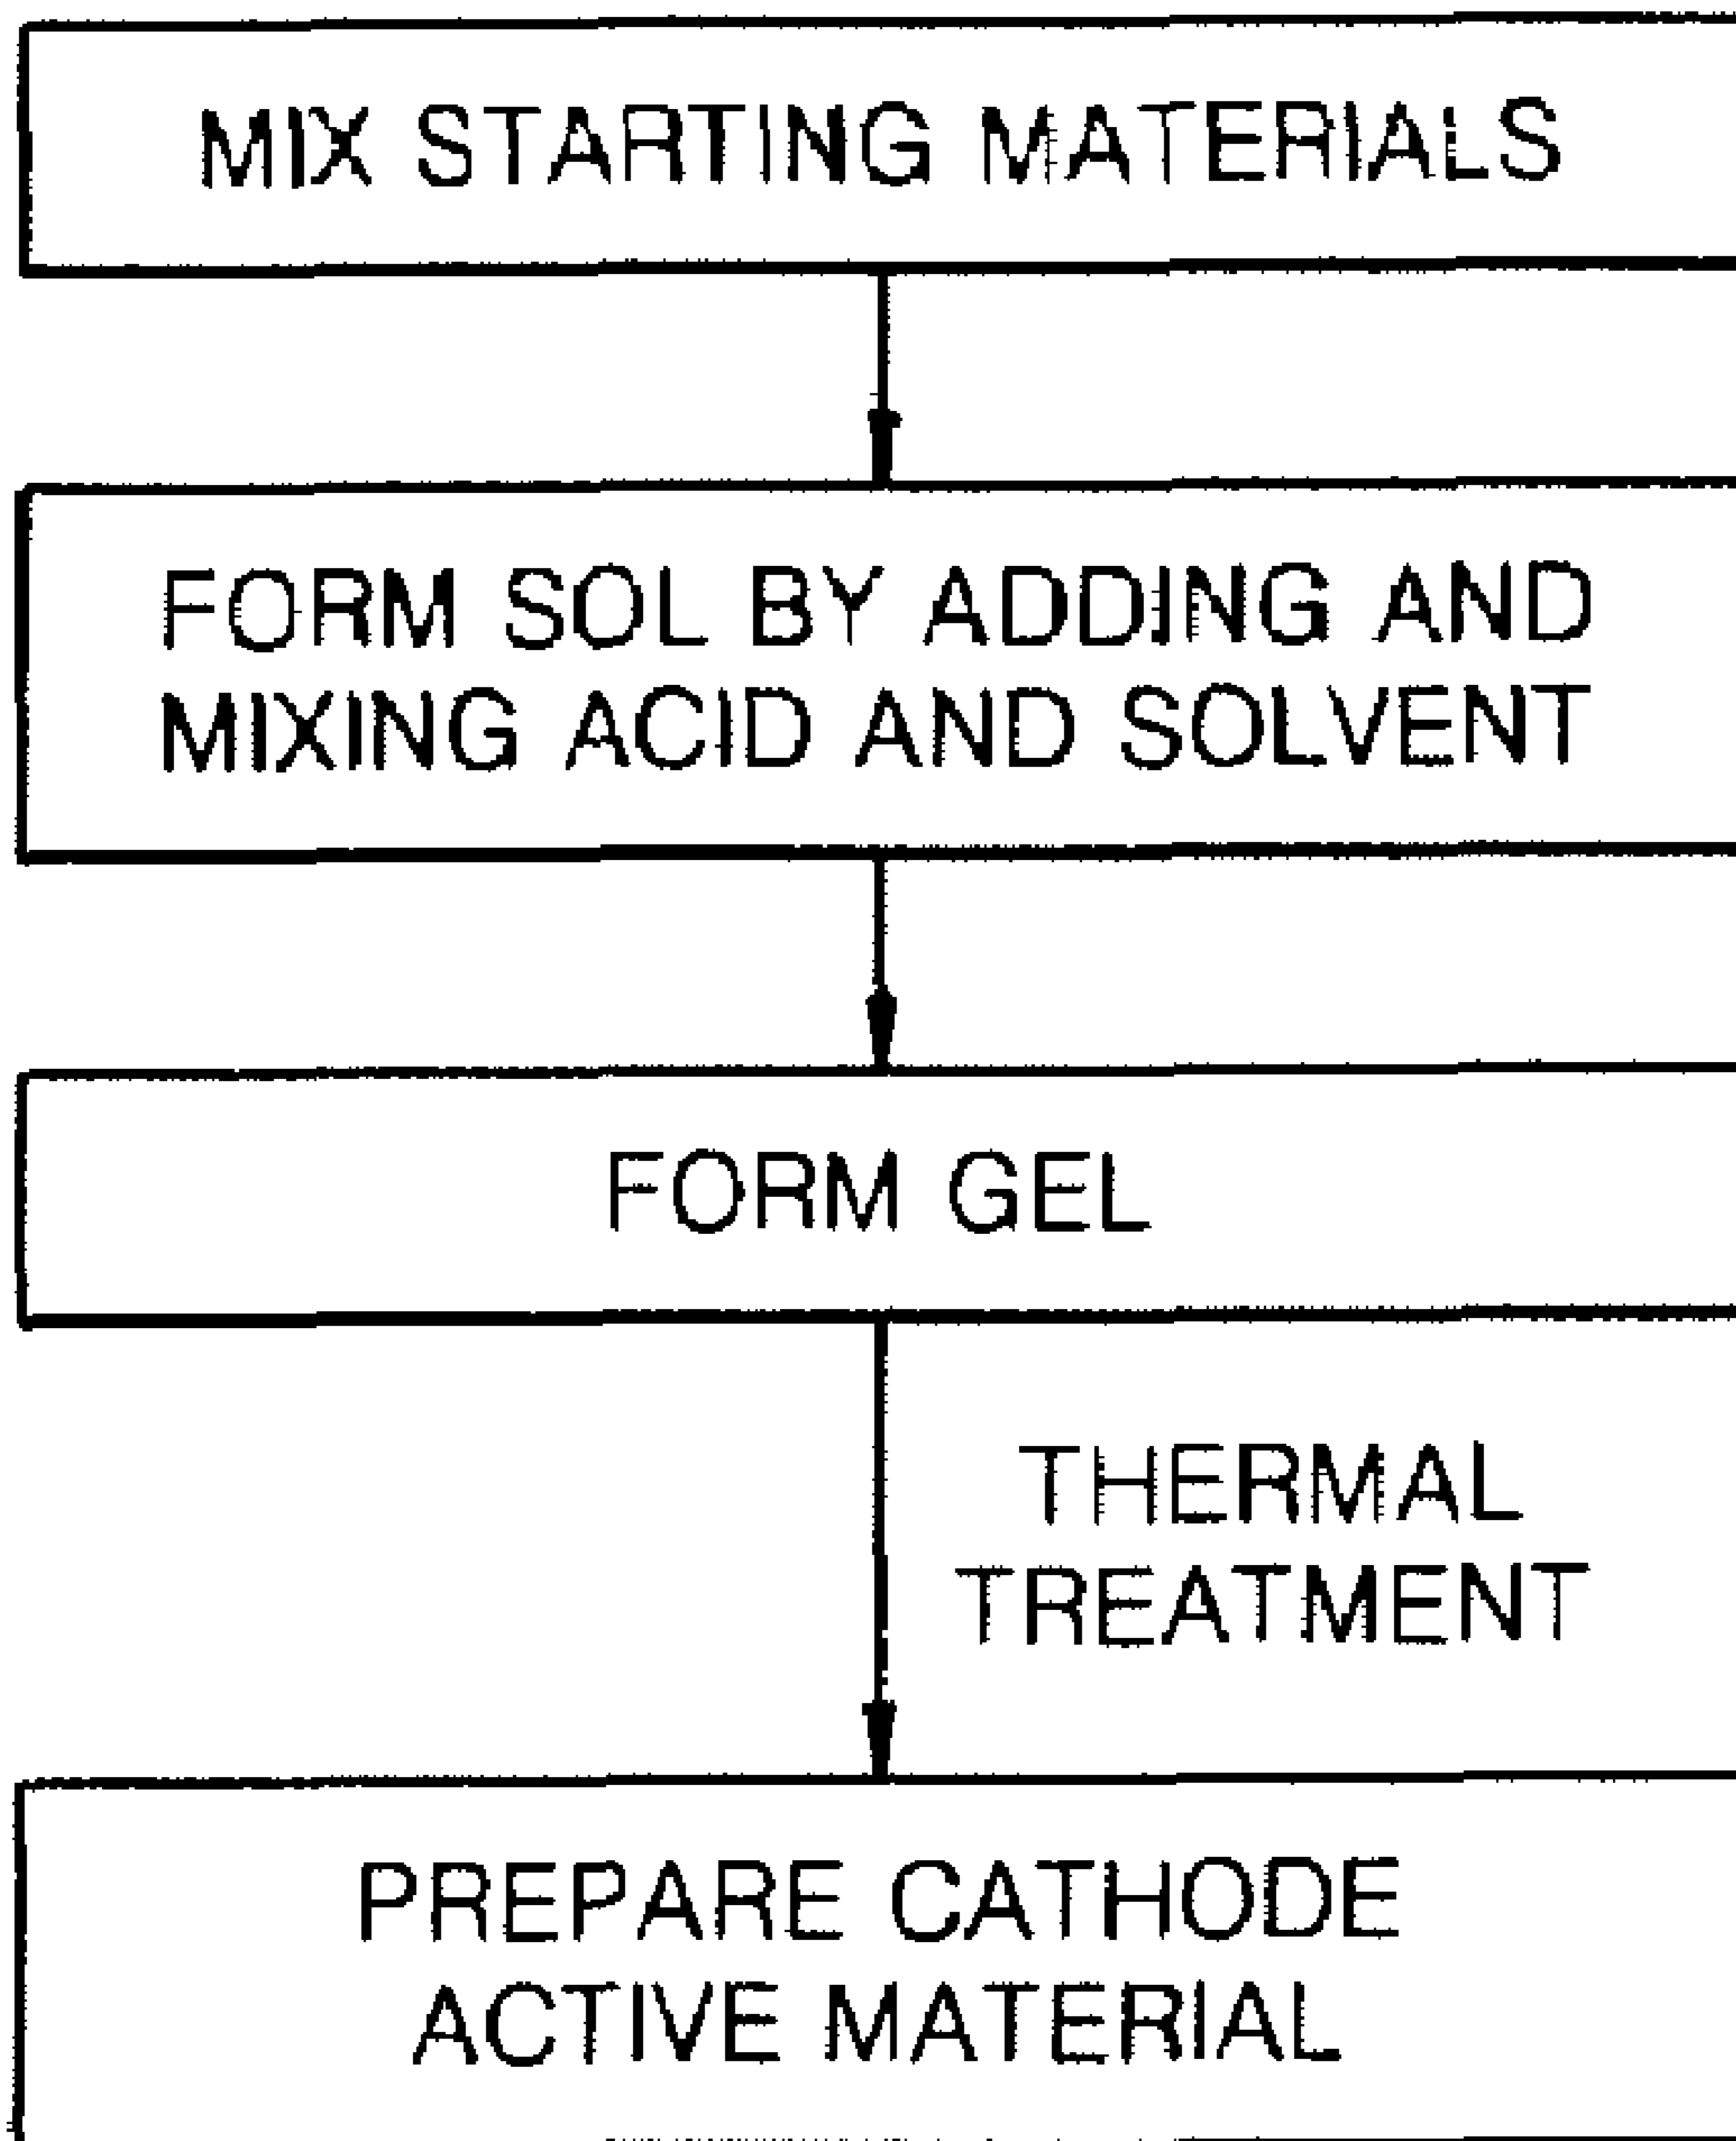 MIX STARTING MATERIALS
FORM SOL BY ADDING AND
MIXING ACID AND SOLVENT
FORM GEL
THERMAL
TREATMENT
PREPARE CATHODE
ACTIVE MATERIAL